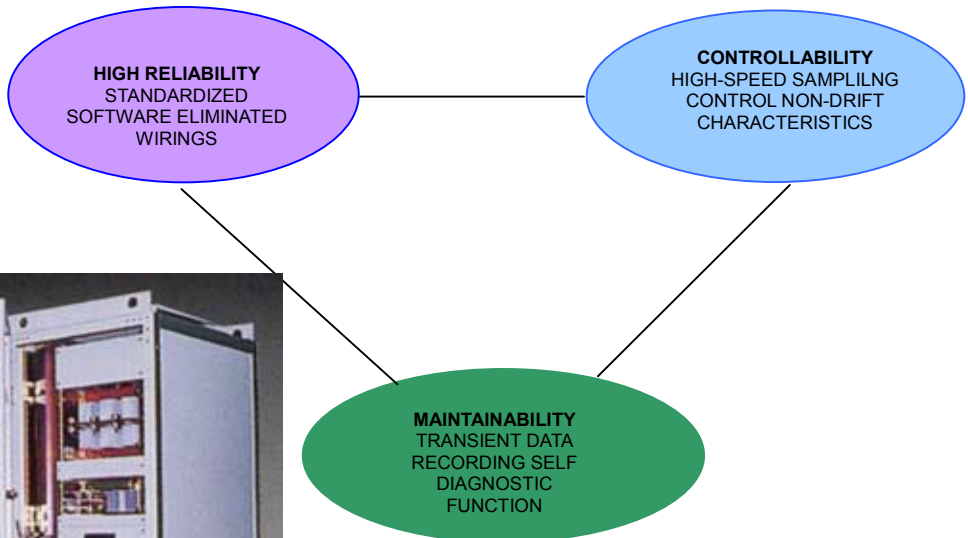 HIGH RELIABILITY
STANDARDIZED
SOFTWARE ELIMINATED
WIRINGS
CONTROLLABILITY
HIGH-SPEED SAMPLILNG
CONTROL NON-DRIFT
CHARACTERISTICS
MAINTAINABILITY
TRANSIENT DATA
RECORDING SELF
DIAGNOSTIC
FUNCTION